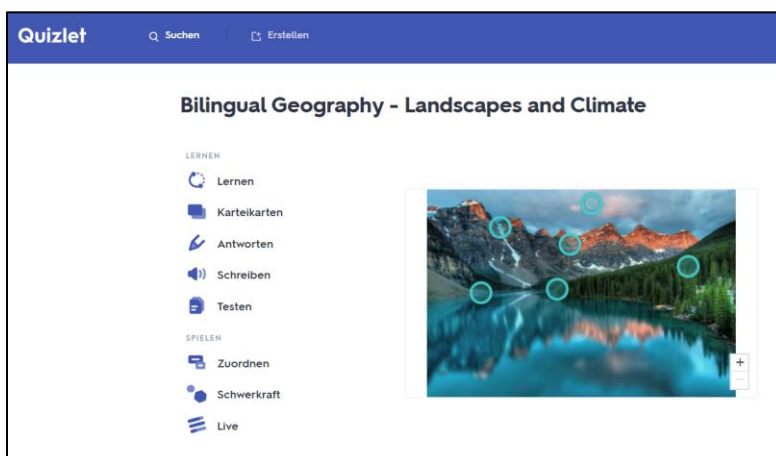 Quizlet Suchen Erstellen
Bilingual Geography - Landscapes and Climate
LERNEN
Lernen
Karteikarten
Antworten
Schreiben
Testen
SPIELEN
Zuordnen
Schwerkraft
Live
+
-